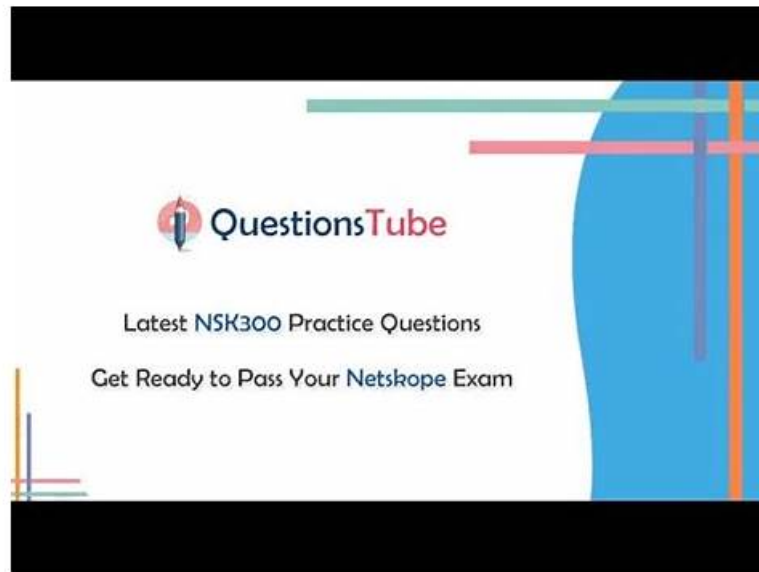 QuestionsTube
Latest NSK300 Practice Questions
Get Ready to Pass Your Netskope Exam